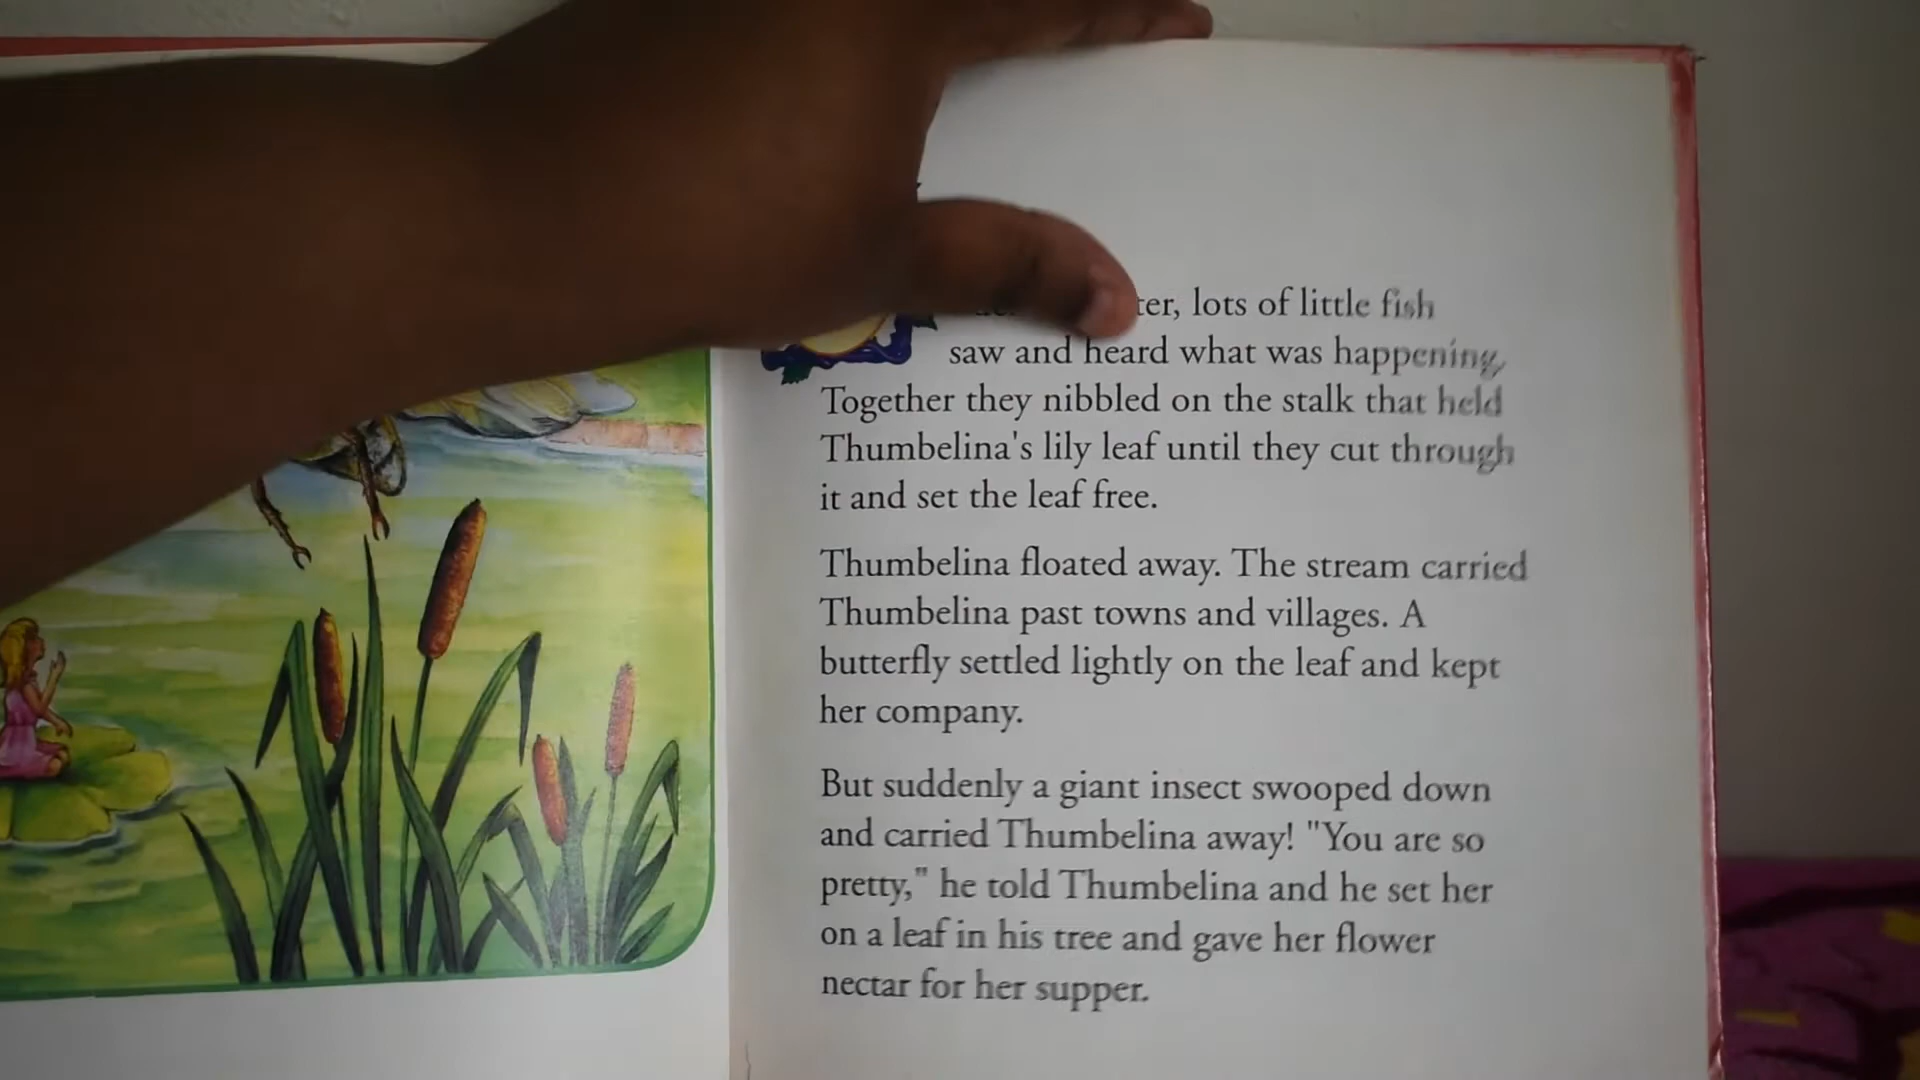 lots of little fish
saw and heard what was happening,
Together they nibbled on the stalk that held
Thumbelina's lily leaf until they cut through
it and set the leaf free.
Thumbelina floated away. The stream carried
Thumbelina past towns and villages. A
butterfly settled lightly on the leaf and kept
her company.
But suddenly a giant insect swooped down
and carried Thumbelina away! "You are so
pretty," he told Thumbelina and he set her
on a leaf in his tree and gave her flower
nectar for her supper.